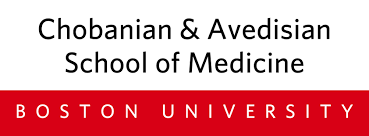 Chobanian & Avedisian
School of Medicine
BOSTON UNIVERSITY